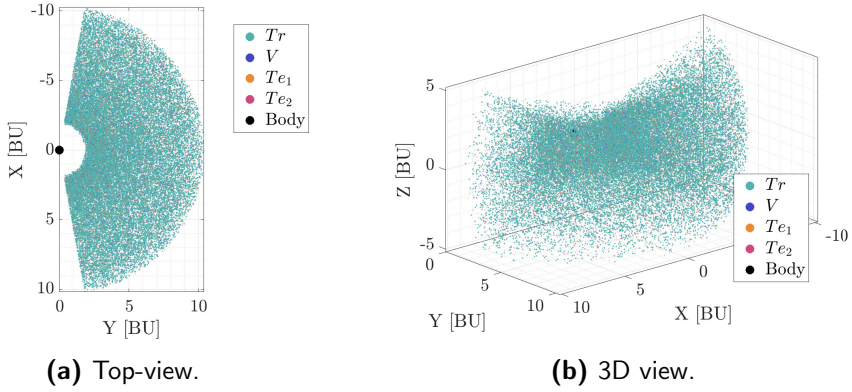 -10
-5
0
5
10
X [BU]
0
5
10
Y [BU]
Tr
V
Te₁
Te₂
Body
(a) Top-view.
5
0
-5
Z [BU]
0
5
10
Y [BU]
10
5
0
-10
X [BU]
Tr
V
Te₁
Te₂
Body
(b) 3D view.